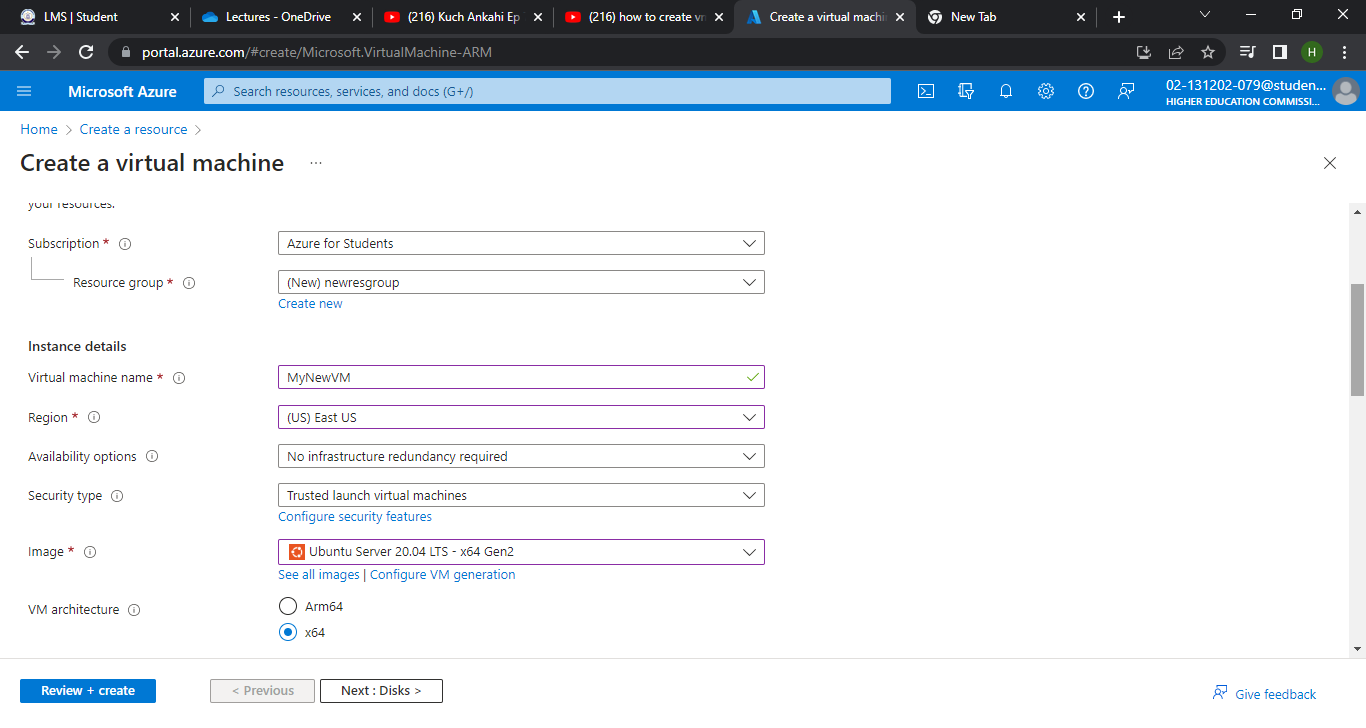 LMS | Student
Lectures - OneDrive
(216) Kuch Ankahi Ep
(216) how to create vm
Create a virtual machin
New Tab
portal.azure.com/#create/Microsoft.VirtualMachine-ARM
H
Microsoft Azure
Search resources, services, and docs (G+/)
02-131202-079@studen...
HIGHER EDUCATION COMMISSI...
Home > Create a resource >
Create a virtual machine ...
your resources.
Subscription *
Azure for Students
Resource group *
(New) newresgroup
Create new
Instance details
Virtual machine name *
MyNewVM
Region *
(US) East US
Availability options
No infrastructure redundancy required
Security type
Trusted launch virtual machines
Configure security features
Image *
Ubuntu Server 20.04 LTS - x64 Gen2
See all images | Configure VM generation
VM architecture
Arm64
x64
Review + create
< Previous
Next : Disks >
Give feedback